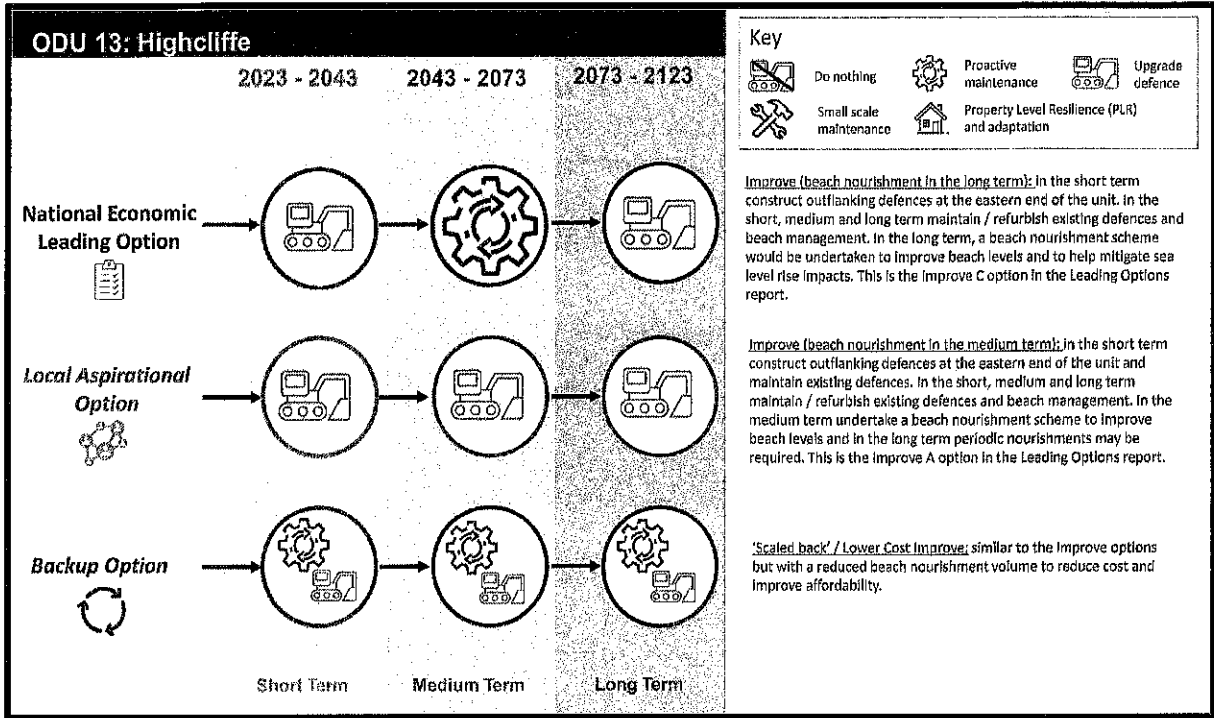 ODU 13: Highcliffe
2023 - 2043
2043 - 2073
2073 - 2123
National Economic
Leading Option
Local Aspirational
Option
Backup Option
Short Term
Medium Term
Long Term
Key
Do nothing
Proactive
maintenance
Upgrade
defence
Small scale
maintenance
Property Level Resilience (PLR)
and adaptation
Improve (beach nourishment in the long term): in the short term
construct outflanking defences at the eastern end of the unit. In the
short, medium and long term maintain / refurbish existing defences and
beach management. In the long term, a beach nourishment scheme
would be undertaken to improve beach levels and to help mitigate sea
level rise impacts. This is the Improve C option in the Leading Options
report.
Improve (beach nourishment in the medium term): in the short term
construct outflanking defences at the eastern end of the unit and
maintain existing defences. In the short, medium and long term
maintain / refurbish existing defences and beach management. In the
medium term undertake a beach nourishment scheme to improve
beach levels and in the long term periodic nourishments may be
required. This is the Improve A option in the Leading Options report.
'Scaled back' / Lower Cost Improve: similar to the Improve options
but with a reduced beach nourishment volume to reduce cost and
improve affordability.